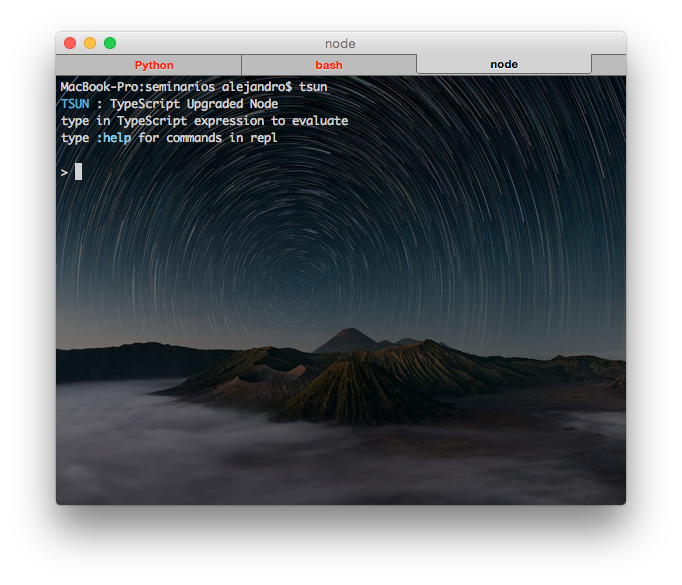 node
Python bash node
MacBook-Pro:seminarios alejandro$ tsun
TSUN : TypeScript Upgraded Node
type in TypeScript expression to evaluate
type :help for commands in repl
>